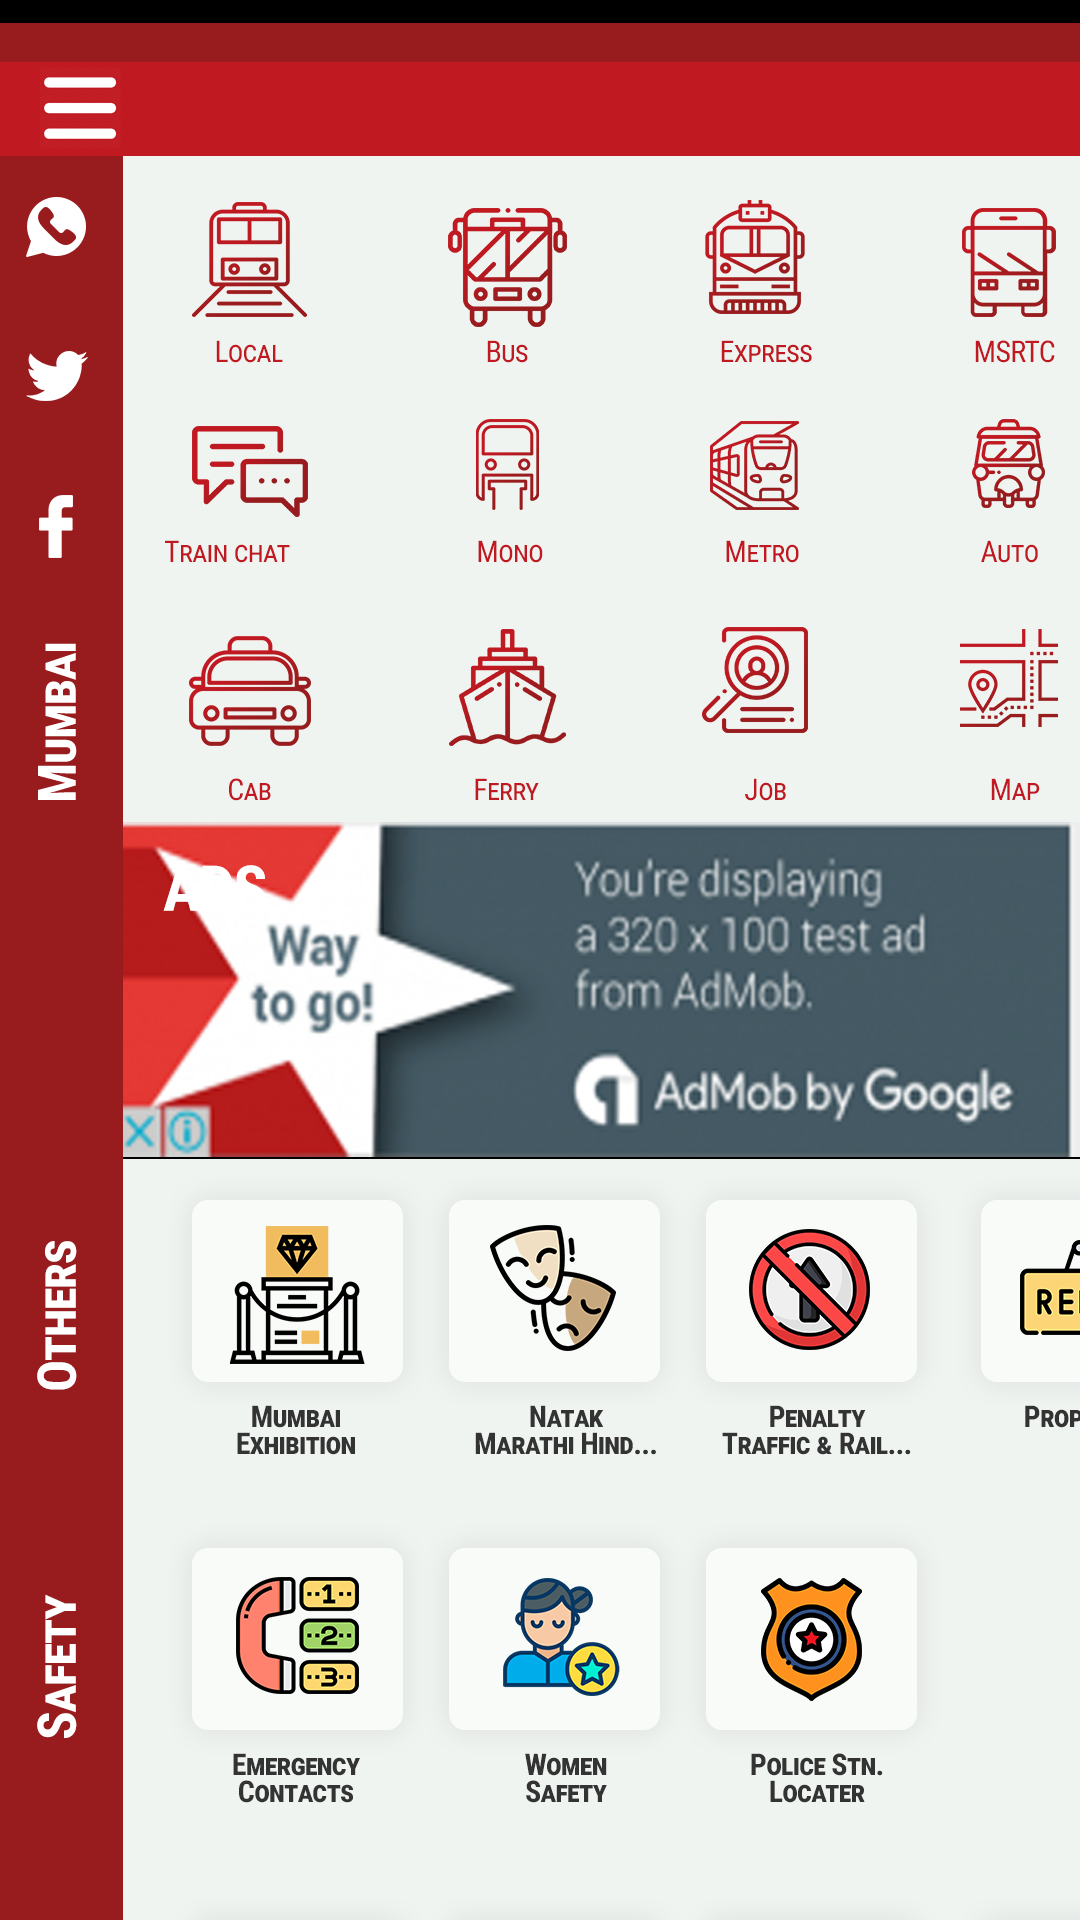 LOCAL
BUS
EXPRESS
MSRTC
TRAIN CHAT
MONO
METRO
AUTO
MUMBAI
CAB
FERRY
JOB
MAP
ADS
Way
to go!
You're displaying
a 320 x 100 test ad
from AdMob.
AdMob by Google
OTHERS
MUMBAI
EXHIBITION
NATAK
MARATHI HIND...
PENALTY
TRAFFIC & RAIL...
PROP
SAFETY
1
2
3
EMERGENCY
CONTACTS
WOMEN
SAFETY
POLICE STN.
LOCATER